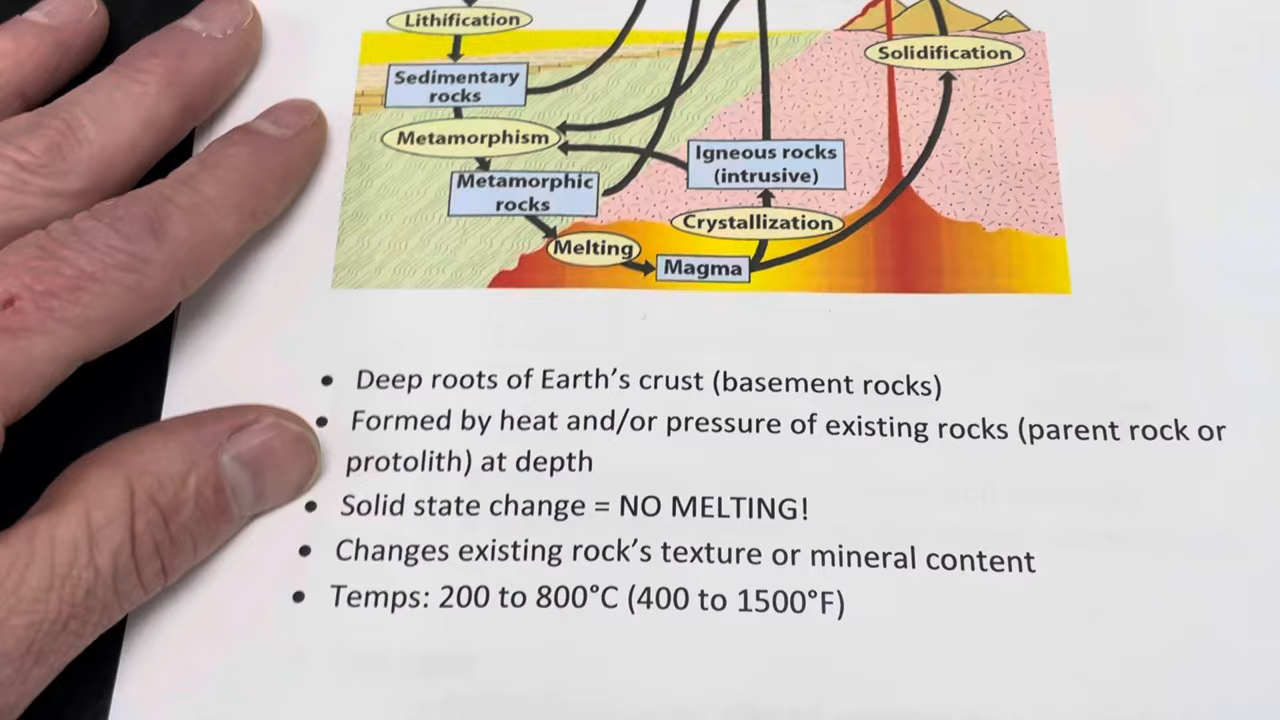 Lithification
Solidification
Sedimentary
rocks
Metamorphism
Igneous rocks
(intrusive)
Metamorphic
rocks
Crystallization
Melting
Magma
• Deep roots of Earth's crust (basement rocks)
• Formed by heat and/or pressure of existing rocks (parent rock or
protolith) at depth
• Solid state change = NO MELTING!
• Changes existing rock's texture or mineral content
• Temps: 200 to 800°C (400 to 1500°F)